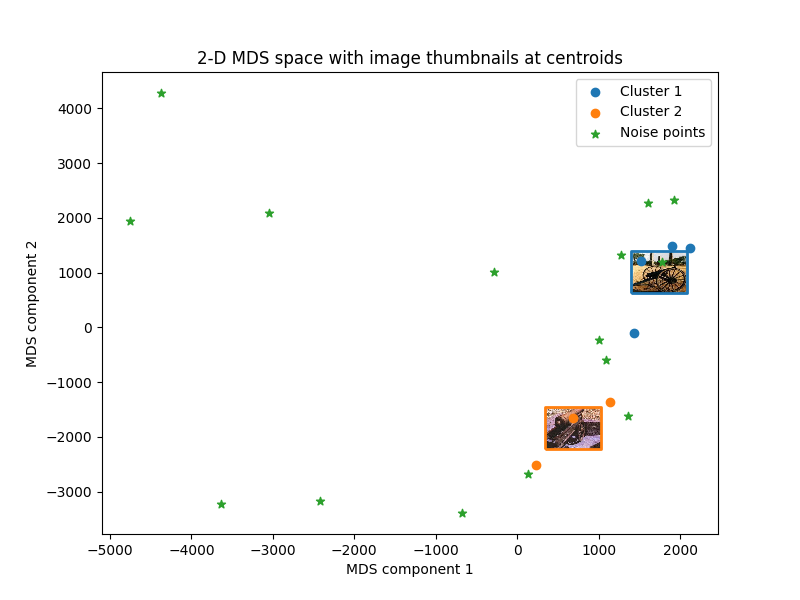 2-D MDS space with image thumbnails at centroids
Cluster 1
Cluster 2
Noise points
MDS component 2
4000
3000
2000
1000
0
−1000
−2000
−3000
−5000 −4000 −3000 −2000 −1000 0 1000 2000
MDS component 1